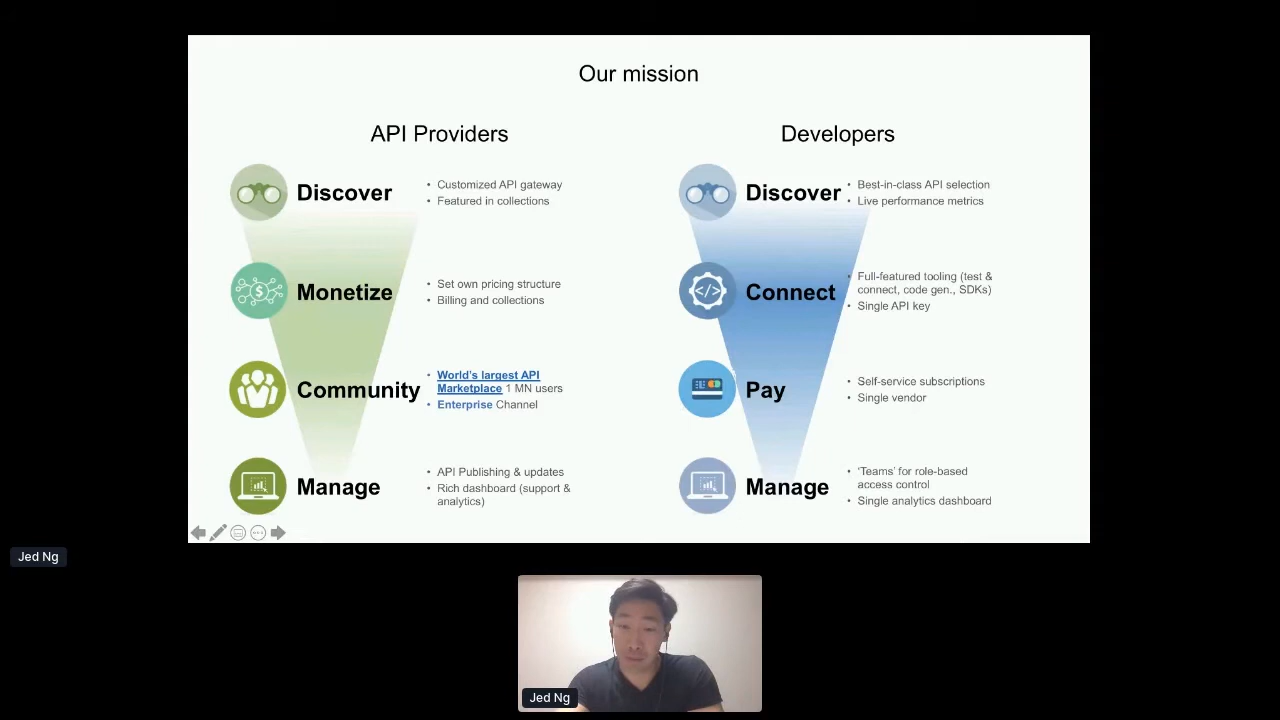 Our mission
API Providers
Discover
• Customized API gateway
• Featured in collections
Monetize
• Set own pricing structure
• Billing and collections
Community
• World's largest API
Marketplace 1 MN users
• Enterprise Channel
Manage
• API Publishing & updates
• Rich dashboard (support &
analytics)
Developers
Discover
• Best-in-class API selection
• Live performance metrics
Connect
• Full-featured tooling (test &
connect, code gen., SDKs)
• Single API key
Pay
• Self-service subscriptions
• Single vendor
Manage
• ‘Teams’ for role-based
access control
• Single analytics dashboard
Jed Ng
Jed Ng